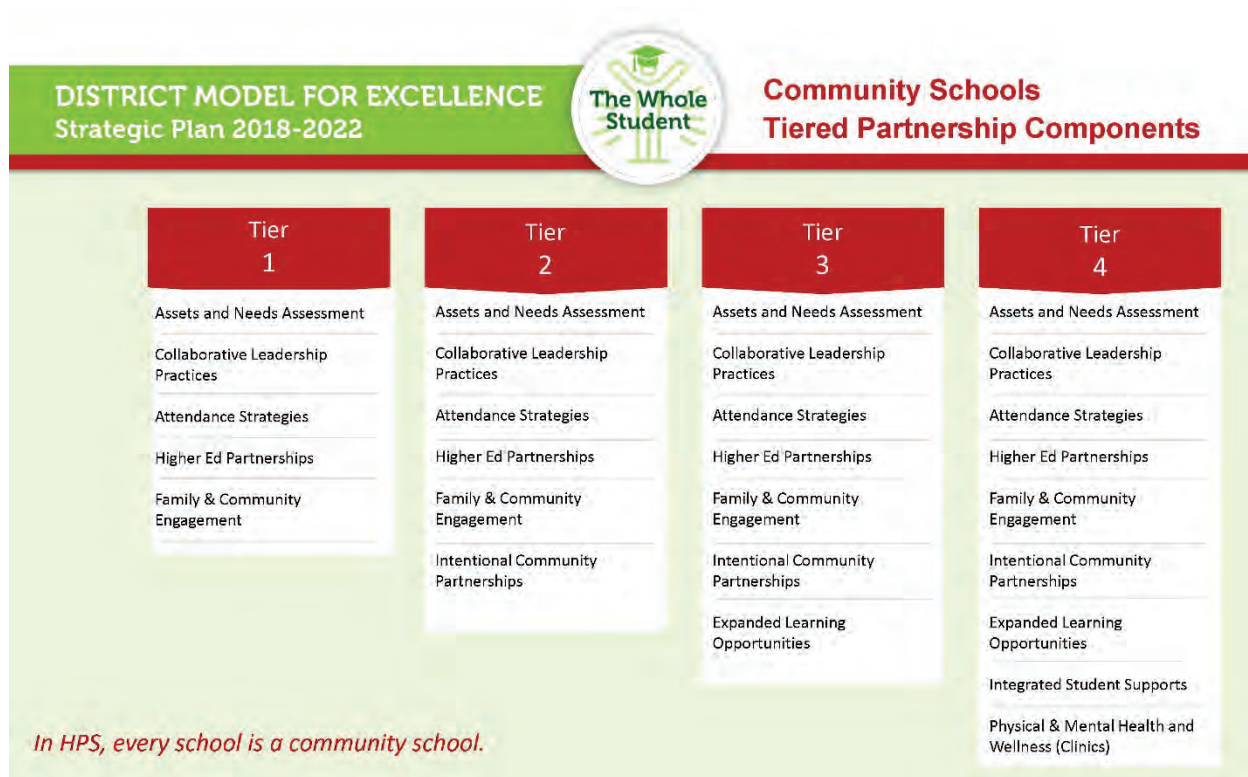 DISTRICT MODEL FOR EXCELLENCE
Strategic Plan 2018-2022
The Whole
Student
Community Schools
Tiered Partnership Components
Tier
1
Assets and Needs Assessment
Collaborative Leadership
Practices
Attendance Strategies
Higher Ed Partnerships
Family & Community
Engagement
Tier
2
Assets and Needs Assessment
Collaborative Leadership
Practices
Attendance Strategies
Higher Ed Partnerships
Family & Community
Engagement
Intentional Community
Partnerships
Tier
3
Assets and Needs Assessment
Collaborative Leadership
Practices
Attendance Strategies
Higher Ed Partnerships
Family & Community
Engagement
Intentional Community
Partnerships
Expanded Learning
Opportunities
Tier
4
Assets and Needs Assessment
Collaborative Leadership
Practices
Attendance Strategies
Higher Ed Partnerships
Family & Community
Engagement
Intentional Community
Partnerships
Expanded Learning
Opportunities
Integrated Student Supports
Physical & Mental Health and
Wellness (Clinics)
In HPS, every school is a community school.